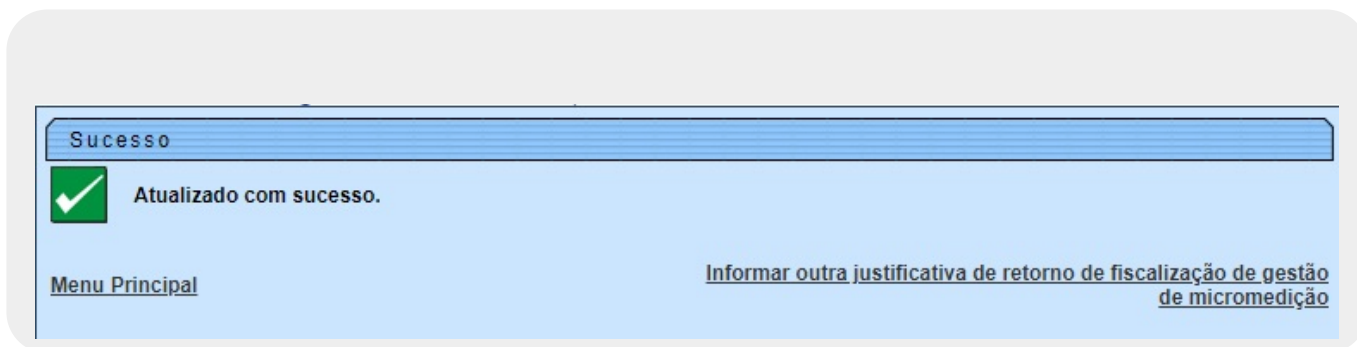 Sucesso
Atualizado com sucesso.
Menu Principal
Informar outra justificativa de retorno de fiscalização de gestão
de micromedição